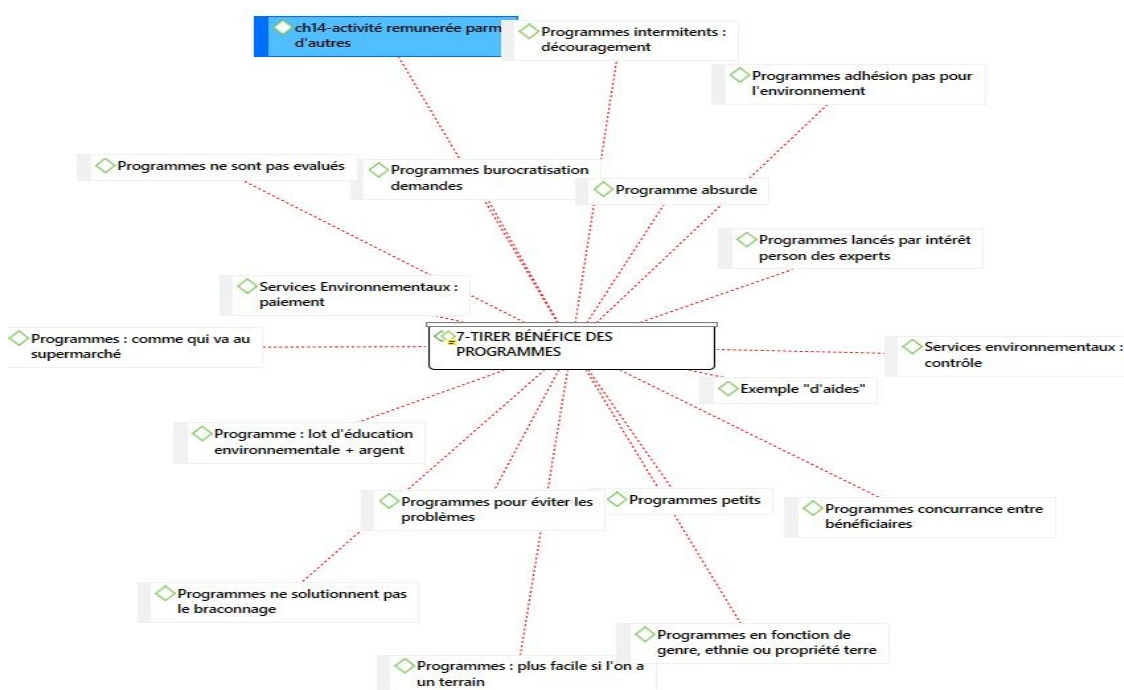 ch14-activité remunerée parm
d'autres
Programmes intermitents :
découragement
Programmes adhésion pas pour
l'environnement
Programmes ne sont pas evalués
Programmes burocratisation
demandes
Programme absurde
Programmes lancés par intérêt
person des experts
Services Environnementaux :
paiement
7-TIRER BÉNÉFICE DES
PROGRAMMES
Programmes : comme qui va au
supermarché
Services environnementaux :
contrôle
Exemple "d'aides"
Programme : lot d'éducation
environnementale + argent
Programmes pour éviter les
problèmes
Programmes petits
Programmes concurrance entre
bénéficiaires
Programmes ne solutionnent pas
le braconnage
Programmes en fonction de
genre, ethnie ou propriété terre
Programmes : plus facile si l'on a
un terrain